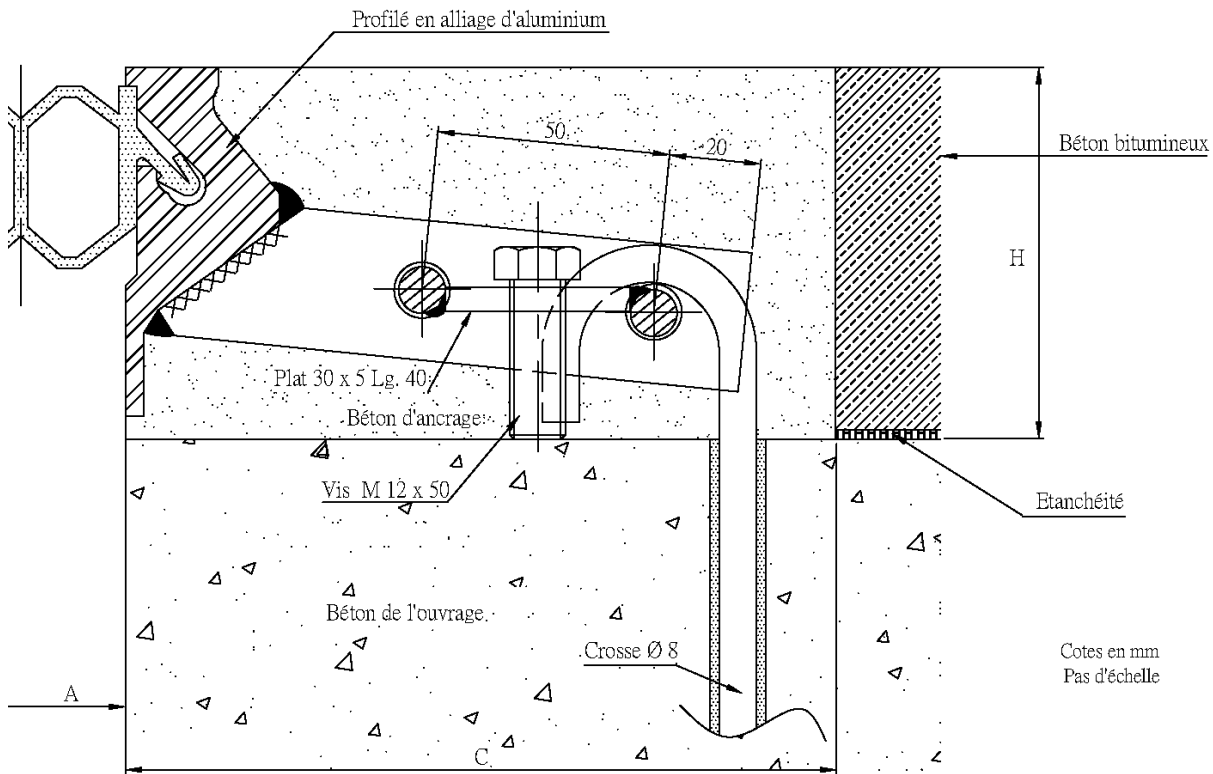 Profilé en alliage d'aluminium
50
20
Béton bitumineux
H
Plat 30 x 5 Lg. 40
Béton d'ancrage
Vis M 12 x 50
Etanchéité
Béton de l'ouvrage
Crosse Ø 8
Cotes en mm
Pas d'échelle
A
C